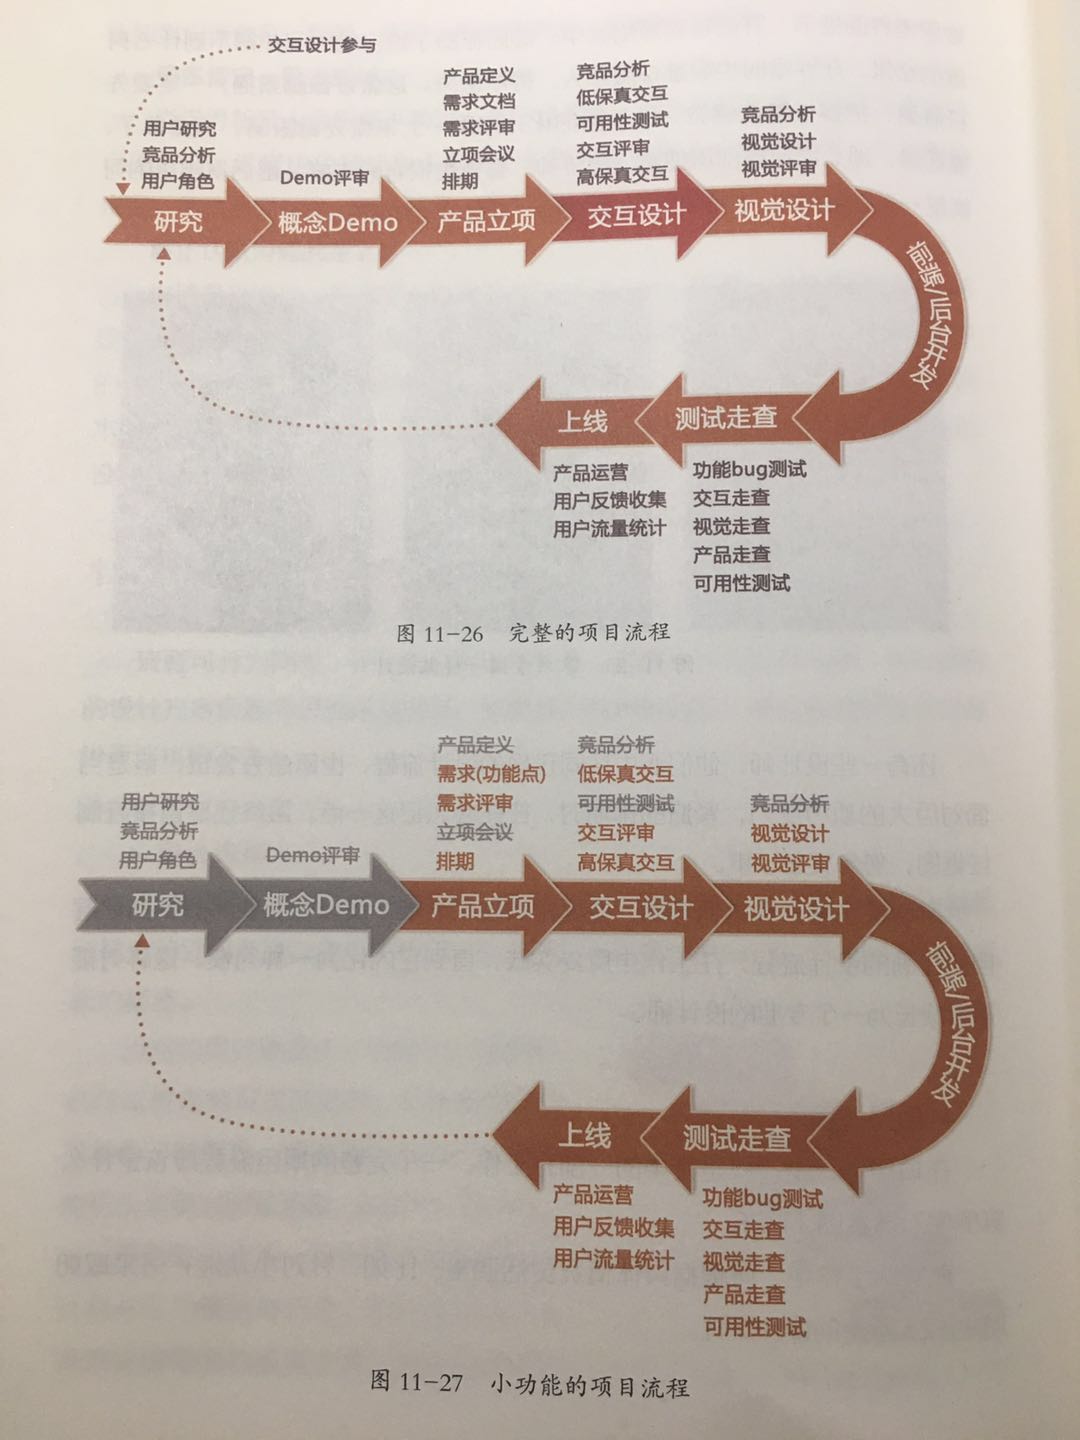 交互设计参与
用户研究
竞品分析
用户角色
Demo评审
产品定义
需求文档
需求评审
立项会议
排期
竞品分析
低保真交互
可用性测试
交互评审
高保真交互
竞品分析
视觉设计
视觉评审
研究
概念Demo
产品立项
交互设计
视觉设计
前端/后台开发
测试走查
上线
产品运营
用户反馈收集
用户流量统计
功能bug测试
交互走查
视觉走查
产品走查
可用性测试
图 11-26 完整的项目流程
用户研究
竞品分析
用户角色
Demo评审
产品定义
需求(功能点)
需求评审
立项会议
排期
竞品分析
低保真交互
可用性测试
交互评审
高保真交互
竞品分析
视觉设计
视觉评审
研究
概念Demo
产品立项
交互设计
视觉设计
前端/后台开发
测试走查
上线
产品运营
用户反馈收集
用户流量统计
功能bug测试
交互走查
视觉走查
产品走查
可用性测试
图 11-27 小功能的项目流程